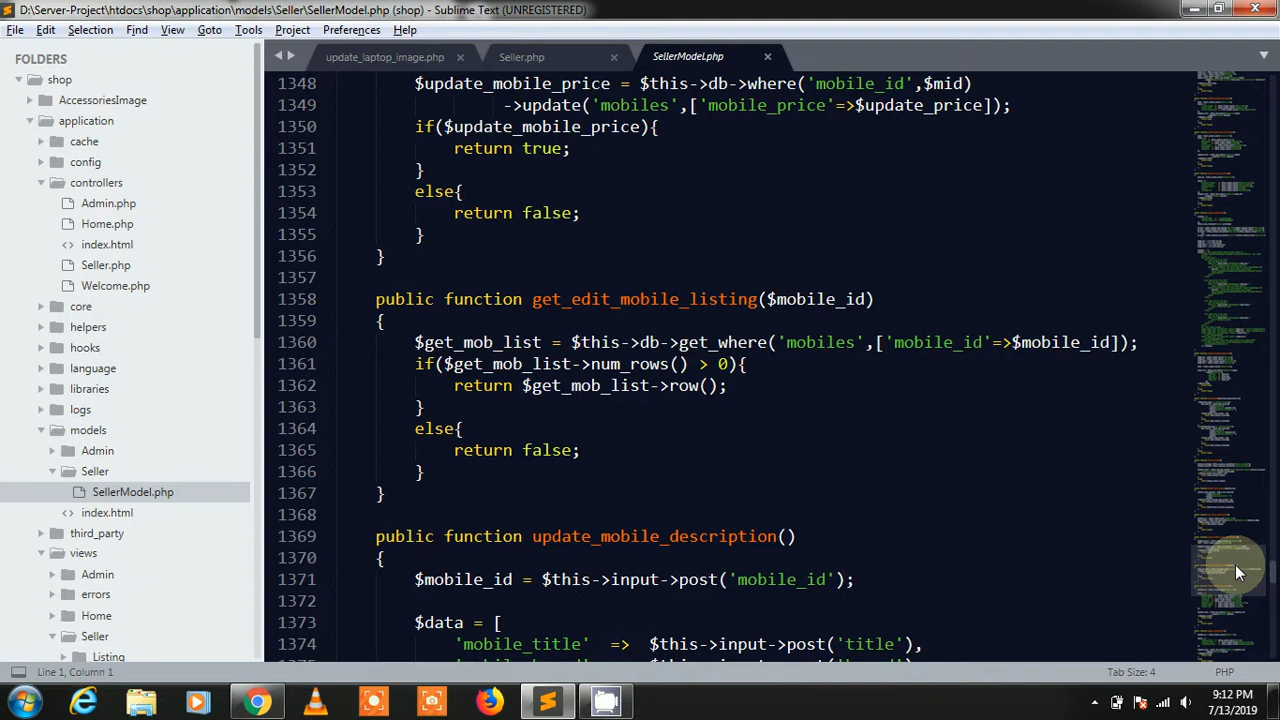 D:\Server-Project\htdocs\shop\application\models\Seller\SellerModel.php (shop) - Sublime Text (UNREGISTERED)
File Edit Selection Find View Goto Tools Project Preferences Help
FOLDERS
shop
AccessoriesImage
application
cache
config
controllers
Admin.php
Home.php
index.html
Seller.php
Welcome.php
core
helpers
hooks
language
libraries
logs
models
Admin
Seller
SellerModel.php
index.html
third_party
views
Admin
errors
Home
Seller
Listing
update_laptop_image.php Seller.php SellerModel.php
1348 $update_mobile_price = $this->db->where('mobile_id',$mid)
1349 ->update('mobiles',['mobile_price'=>$update_price]);
1350 if($update_mobile_price){
1351 return true;
1352 }
1353 else{
1354 return false;
1355 }
1356 }
1357
1358 public function get_edit_mobile_listing($mobile_id)
1359 {
1360 $get_mob_list = $this->db->get_where('mobiles',['mobile_id'=>$mobile_id]);
1361 if($get_mob_list->num_rows() > 0){
1362 return $get_mob_list->row();
1363 }
1364 else{
1365 return false;
1366 }
1367 }
1368
1369 public function update_mobile_description()
1370 {
1371 $mobile_id = $this->input->post('mobile_id');
1372
1373 $data = [
1374 'mobile_title' => $this->input->post('title'),
Line 1, Column 1 Tab Size: 4 PHP
9:12 PM
7/13/2019